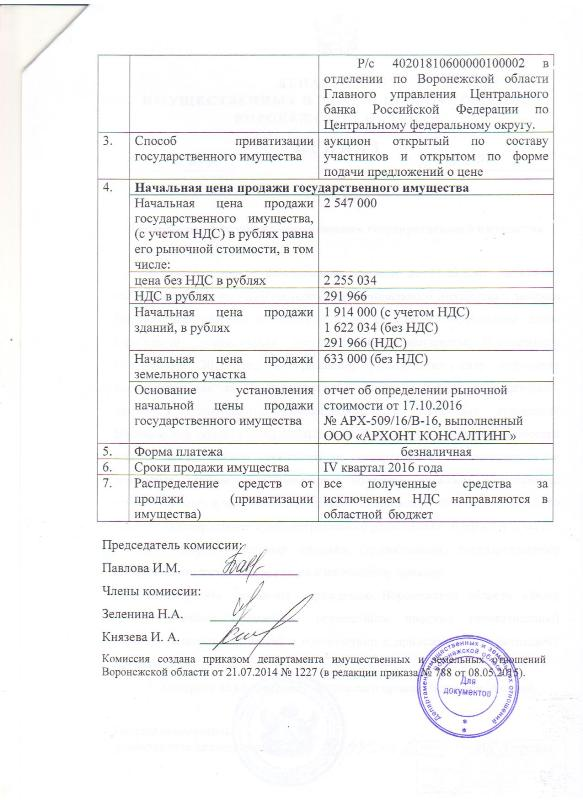 Р/с 40201810600000100002 в
отделении по Воронежской области
Главного управления Центрального
банка Российской Федерации по
Центральному федеральному округу.
3. Способ приватизации государственного имущества
аукцион открытый по составу
участников и открытом по форме
подачи предложений о цене
4. Начальная цена продажи государственного имущества
Начальная цена продажи
государственного имущества,
(с учетом НДС) в рублях равна
его рыночной стоимости, в том
числе:
2 547 000
цена без НДС в рублях 2 255 034
НДС в рублях 291 966
Начальная цена продажи
зданий, в рублях
1 914 000 (с учетом НДС)
1 622 034 (без НДС)
291 966 (НДС)
Начальная цена продажи
земельного участка
633 000 (без НДС)
Основание установления
начальной цены продажи
государственного имущества
отчет об определении рыночной
стоимости от 17.10.2016
№ АРХ-509/16/В-16, выполненный
ООО «АРХОНТ КОНСАЛТИНГ»
5. Форма платежа безналичная
6. Сроки продажи имущества IV квартал 2016 года
7. Распределение средств от
продажи (приватизации
имущества)
все полученные средства за
исключением НДС направляются в
областной бюджет
Председатель комиссии:
Павлова И.М.
Члены комиссии:
Зеленина Н.А.
Князева И. А.
Комиссия создана приказом департамента имущественных и земельных отношений
Воронежской области от 21.07.2014 № 1227 (в редакции приказа № 788 от 08.05.2015).
Департамент имущественных и земельных отношений
Воронежской области
Для
документов